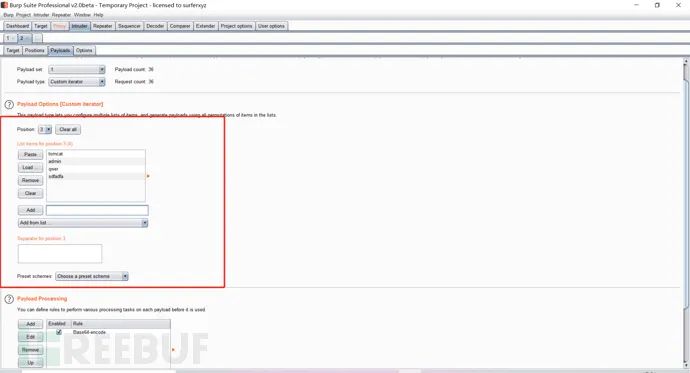 Burp Suite Professional v2.0beta - Temporary Project - licensed to surferxyz
Burp Project Intruder Repeater Window Help
Dashboard Target Proxy Intruder Repeater Sequencer Decoder Comparer Extender Project options User options
1 2 ...
Target Positions Payloads Options
Payload set: 1 Payload count: 36
Payload type: Custom iterator Request count: 36
? Payload Options [Custom iterator]
This payload type lets you configure multiple lists of items, and generate payloads using all permutations of items in the lists.
Position: 3 Clear all
List items for position 3 (4)
Paste tomcat
Load ... admin
Remove qwer
sdfadfa
Clear
Add
Add from list ...
Separator for position 3
Preset schemes: Choose a preset scheme
? Payload Processing
You can define rules to perform various processing tasks on each payload before it is used.
Add Enabled Rule
Edit Base64-encode
Remove
Up
REEBUF